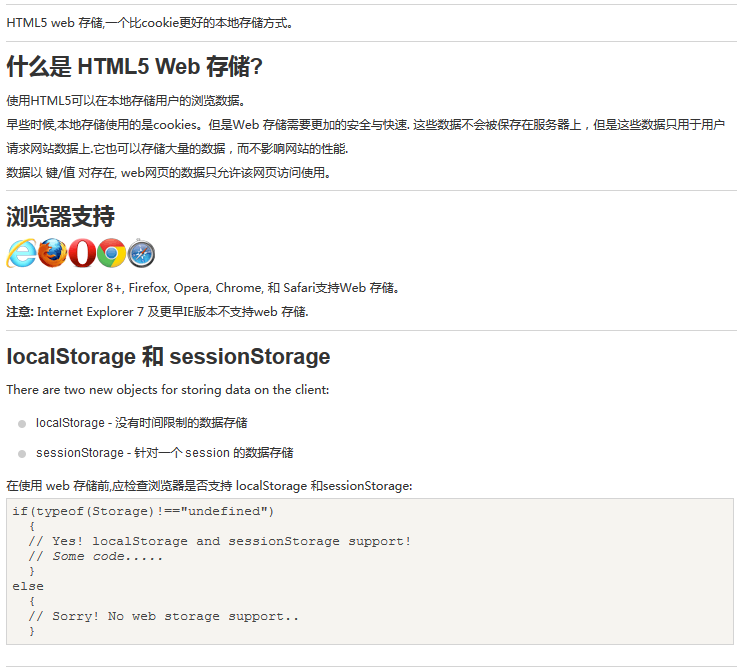 HTML5 web 存储,一个比cookie更好的本地存储方式。
什么是 HTML5 Web 存储?
使用HTML5可以在本地存储用户的浏览数据。
早些时候,本地存储使用的是cookies。但是Web 存储需要更加的安全与快速. 这些数据不会被保存在服务器上，但是这些数据只用于用户
请求网站数据上.它也可以存储大量的数据，而不影响网站的性能.
数据以 键/值 对存在, web网页的数据只允许该网页访问使用。
浏览器支持
Internet Explorer 8+, Firefox, Opera, Chrome, 和 Safari支持Web 存储。
注意: Internet Explorer 7 及更早IE版本不支持web 存储.
localStorage 和 sessionStorage
There are two new objects for storing data on the client:
localStorage - 没有时间限制的数据存储
sessionStorage - 针对一个 session 的数据存储
在使用 web 存储前,应检查浏览器是否支持 localStorage 和sessionStorage:
if(typeof(Storage)!=="undefined")
  {
  // Yes! localStorage and sessionStorage support!
  // Some code.....
  }
else
  {
  // Sorry! No web storage support..
  }